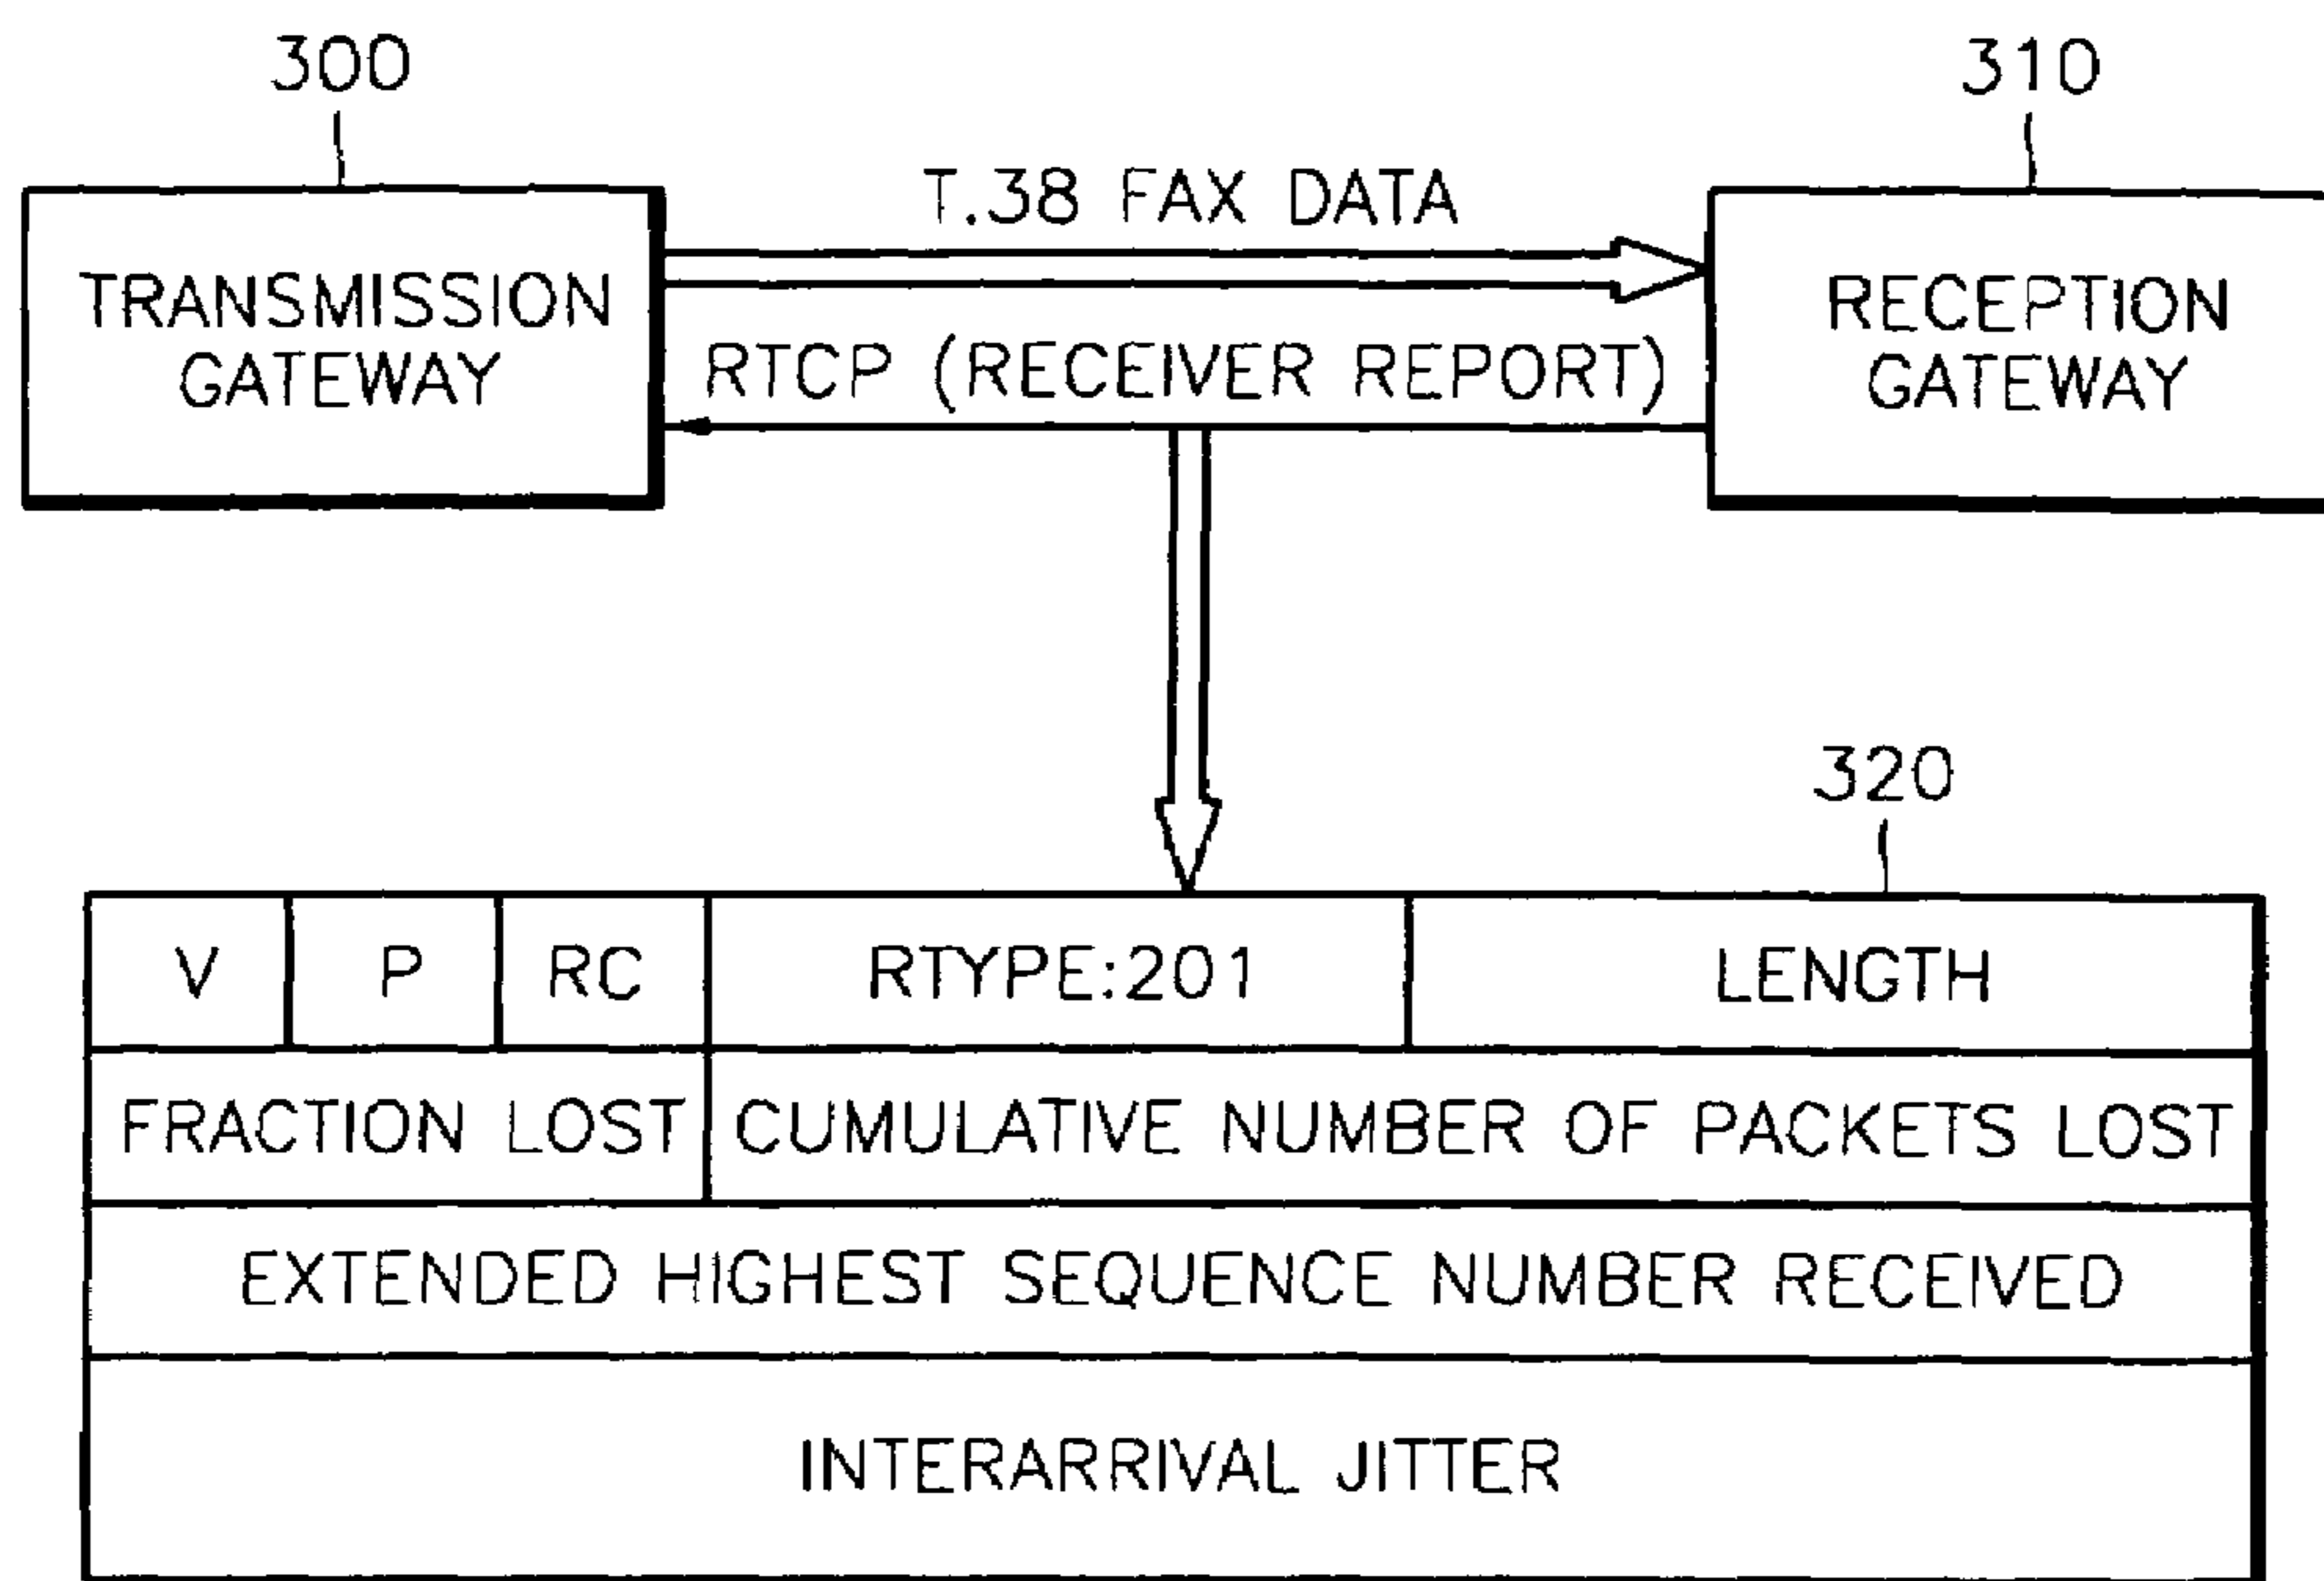 300
310
T.38 FAX DATA
TRANSMISSION
GATEWAY
RECEPTION
GATEWAY
RTCP (RECEIVER REPORT)
320
V P RC RTYPE:201 LENGTH
FRACTION LOST CUMULATIVE NUMBER OF PACKETS LOST
EXTENDED HIGHEST SEQUENCE NUMBER RECEIVED
INTERARRIVAL JITTER